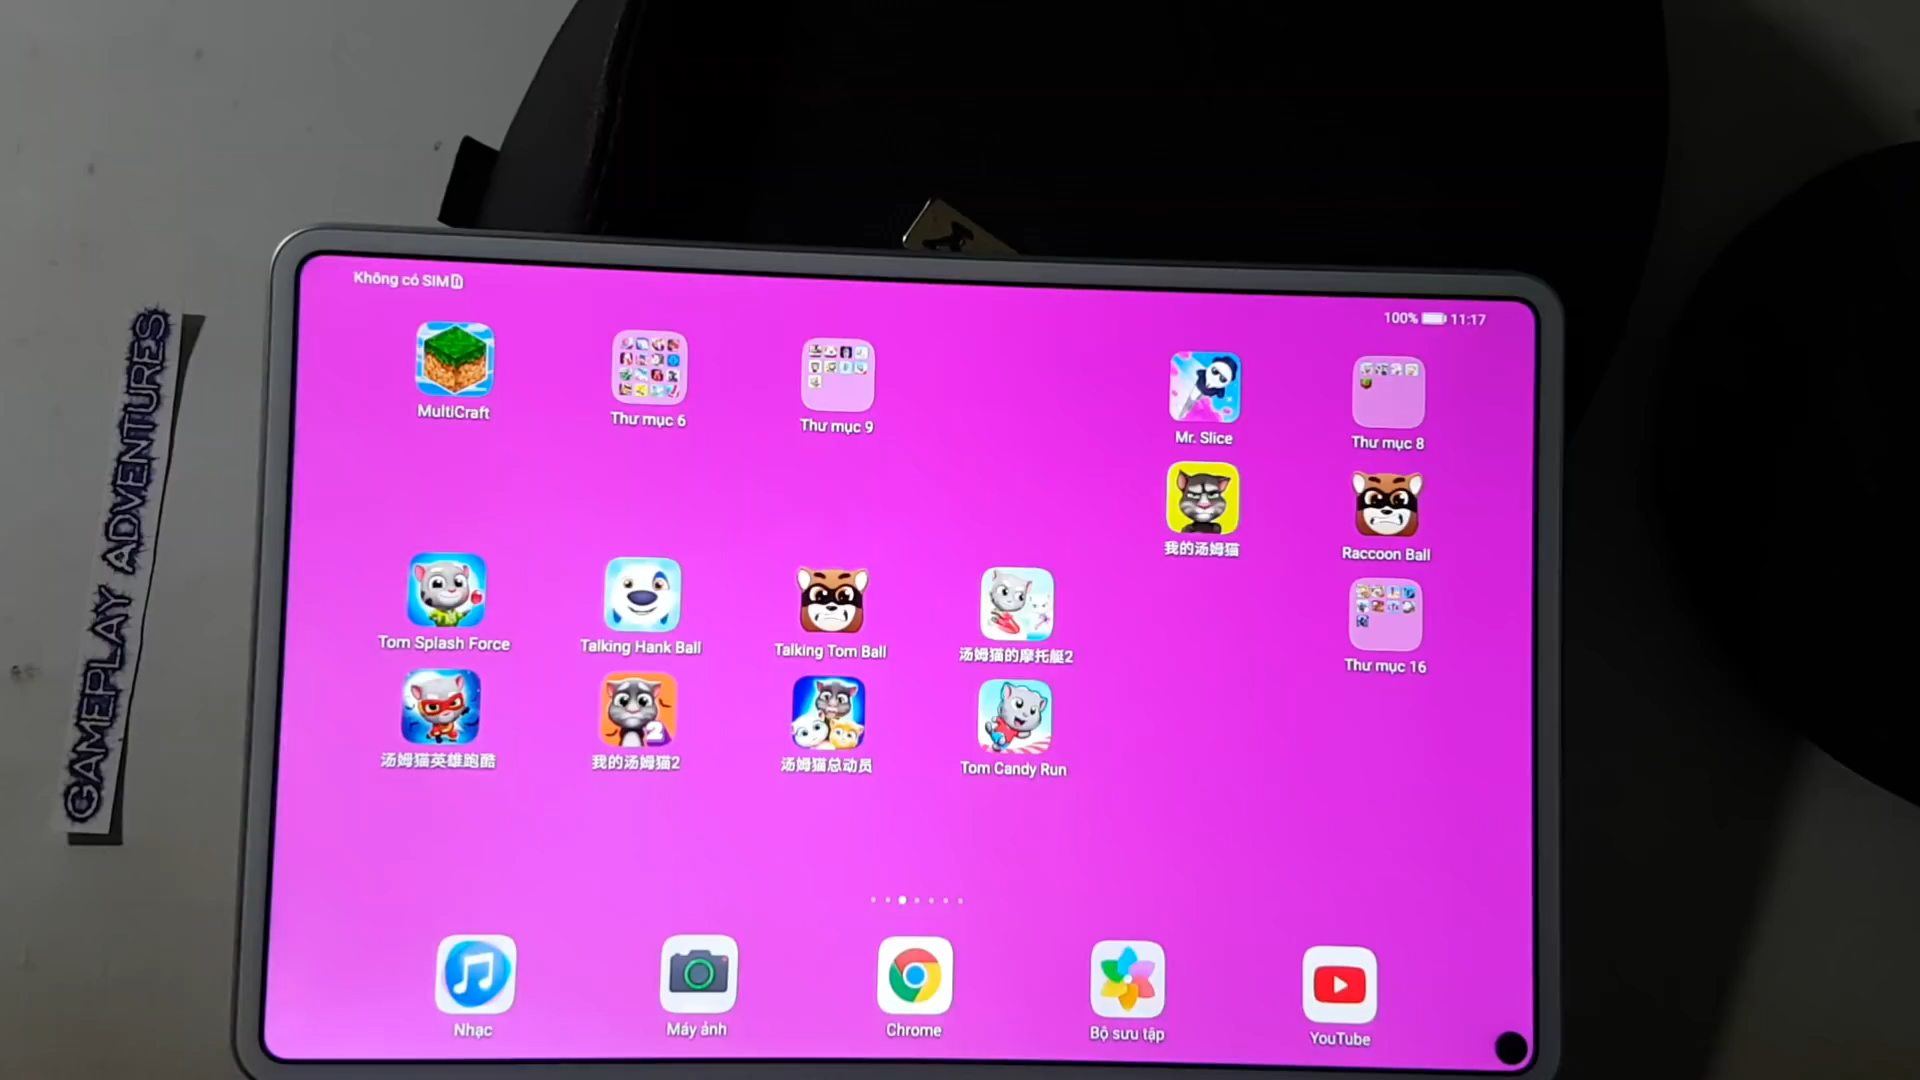 GAMEPLAY ADVENTURES
Không có SIM
100% 11:17
MultiCraft
Thư mục 6
Thư mục 9
Mr. Slice
Thư mục 8
我的汤姆猫
Raccoon Ball
Tom Splash Force
Talking Hank Ball
Talking Tom Ball
汤姆猫的摩托艇2
Thư mục 16
汤姆猫英雄跑酷
我的汤姆猫2
2
汤姆猫总动员
Tom Candy Run
Nhạc
Máy ảnh
Chrome
Bộ sưu tập
YouTube